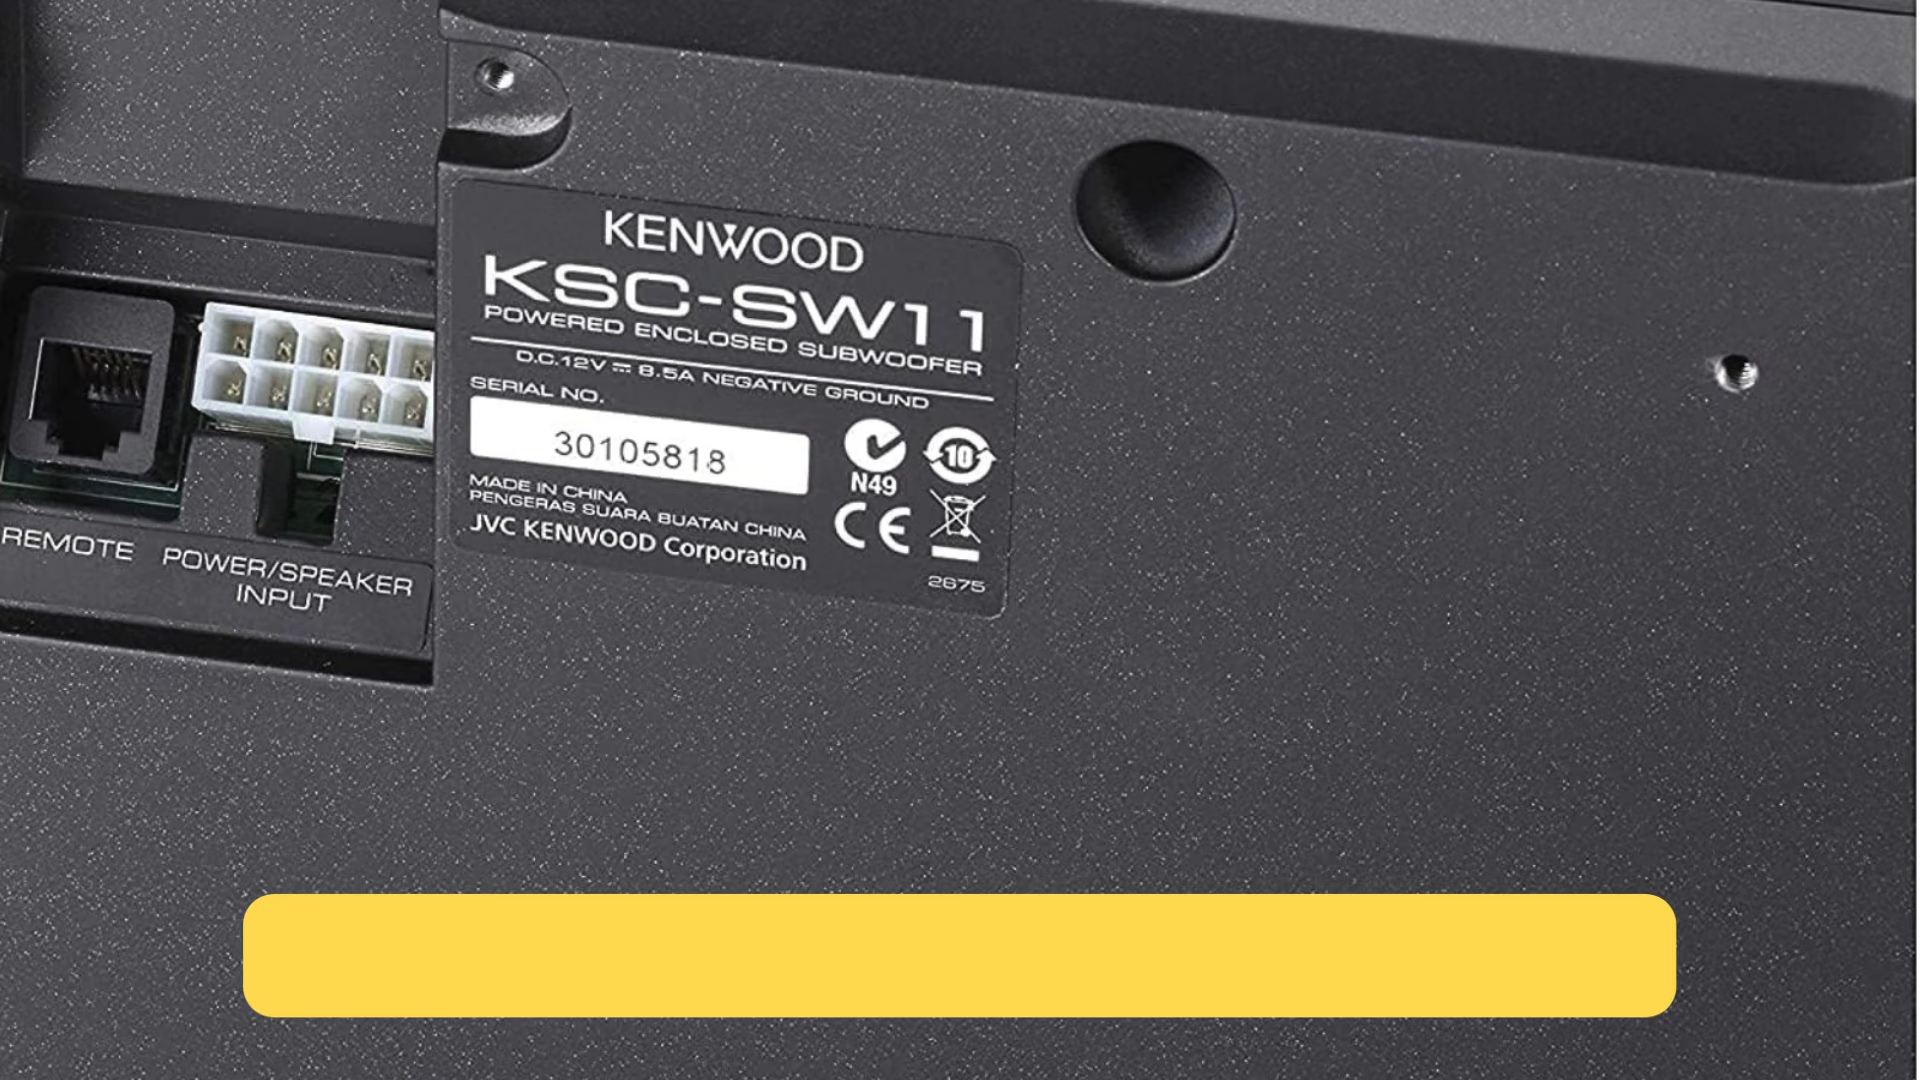 KENWOOD
KSC-SW11
POWERED ENCLOSED SUBWOOFER
D.C.12V ⎓ 8.5A NEGATIVE GROUND
SERIAL NO.
30105818
10
N49
MADE IN CHINA
PENGERAS SUARA BUATAN CHINA
JVC KENWOOD Corporation
CE
2675
REMOTE
POWER/SPEAKER
INPUT